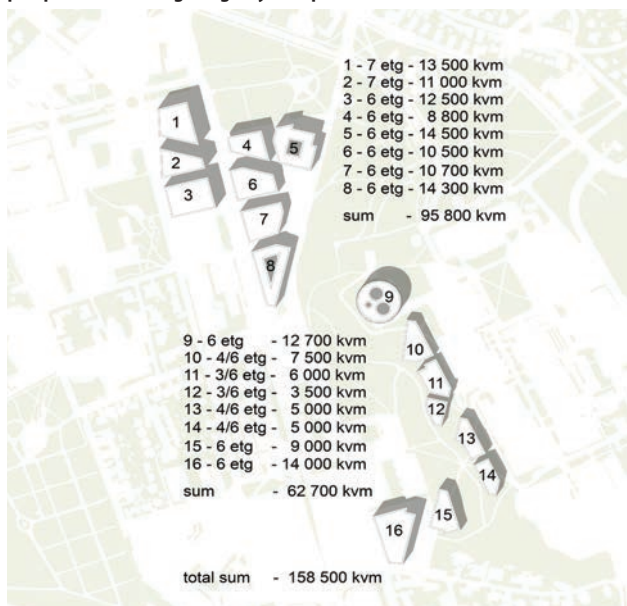 1 - 7 etg - 13 500 kvm
2 - 7 etg - 11 000 kvm
3 - 6 etg - 12 500 kvm
4 - 6 etg - 8 800 kvm
5 - 6 etg - 14 500 kvm
6 - 6 etg - 10 500 kvm
7 - 6 etg - 10 700 kvm
8 - 6 etg - 14 300 kvm
sum - 95 800 kvm
1
2
3
4
5
6
7
8
9
10
11
12
13
14
15
16
9 - 6 etg - 12 700 kvm
10 - 4/6 etg - 7 500 kvm
11 - 3/6 etg - 6 000 kvm
12 - 3/6 etg - 3 500 kvm
13 - 4/6 etg - 5 000 kvm
14 - 4/6 etg - 5 000 kvm
15 - 6 etg - 9 000 kvm
16 - 6 etg - 14 000 kvm
sum - 62 700 kvm
total sum - 158 500 kvm